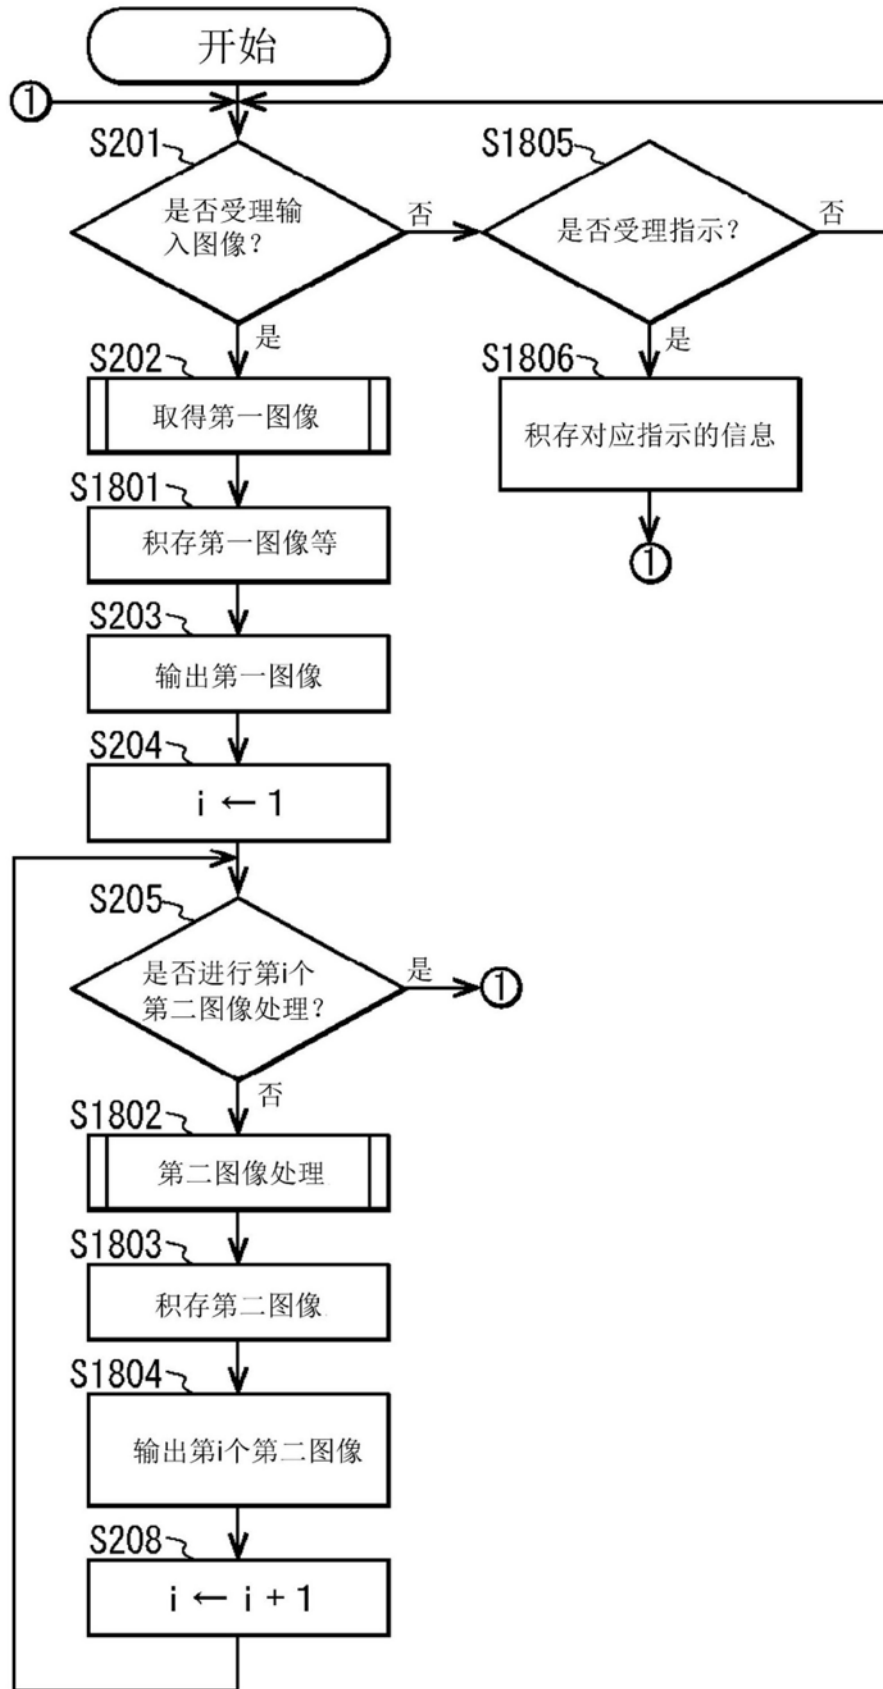 开始
①
S201
是否受理输
入图像?
否
是
S1805
是否受理指示?
否
是
S202
取得第一图像
S1806
积存对应指示的信息
①
S1801
积存第一图像等
S203
输出第一图像
S204
i ← 1
S205
是否进行第i个
第二图像处理?
是
①
否
S1802
第二图像处理
S1803
积存第二图像
S1804
输出第i个第二图像
S208
i ← i + 1